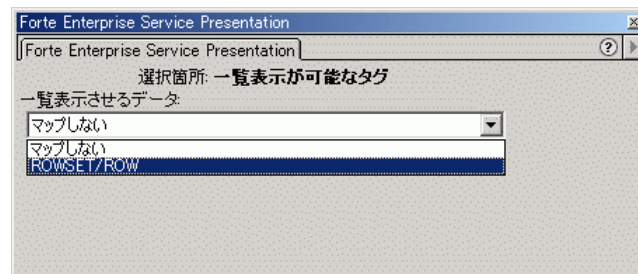 Forte Enterprise Service Presentation
Forte Enterprise Service Presentation
選択箇所: 一覧表示が可能なタグ
一覧表示させるデータ:
マップしない
マップしない
ROWSET/ROW